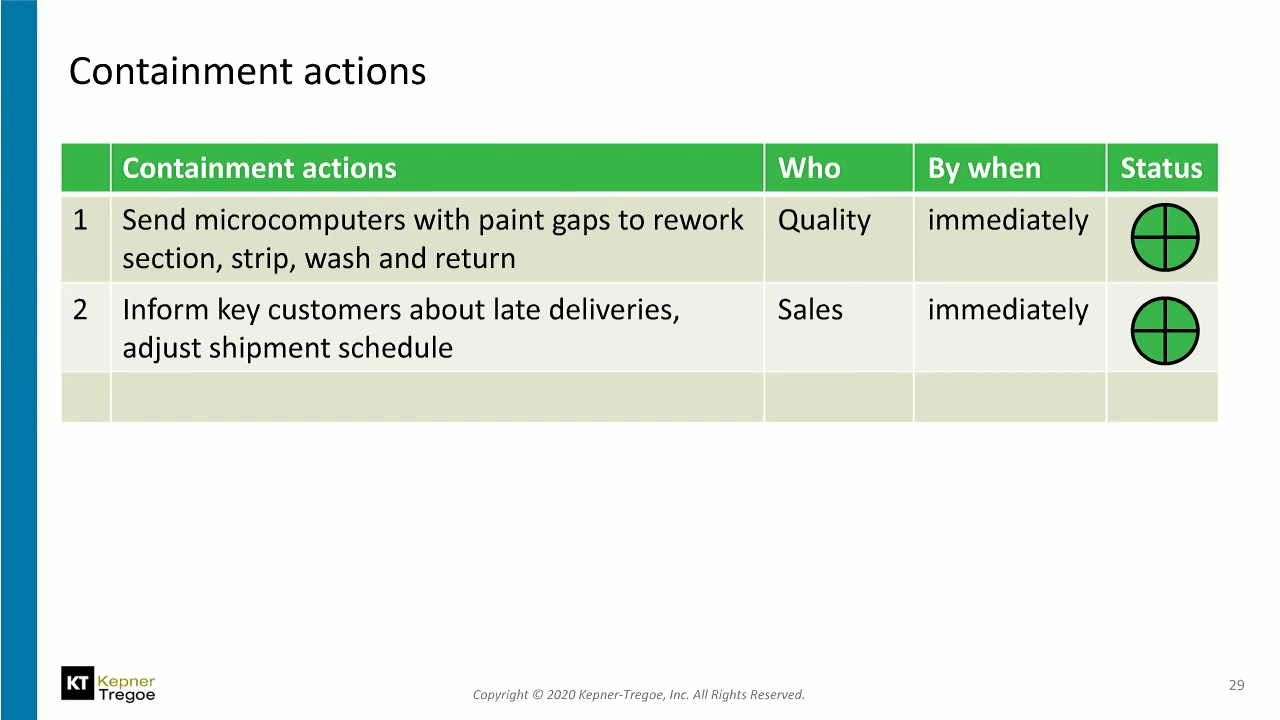 Containment actions
Containment actions Who By when Status
1 Send microcomputers with paint gaps to rework Quality immediately
section, strip, wash and return
2 Inform key customers about late deliveries, Sales immediately
adjust shipment schedule
KT Kepner
Tregoe
Copyright © 2020 Kepner-Tregoe, Inc. All Rights Reserved.
29